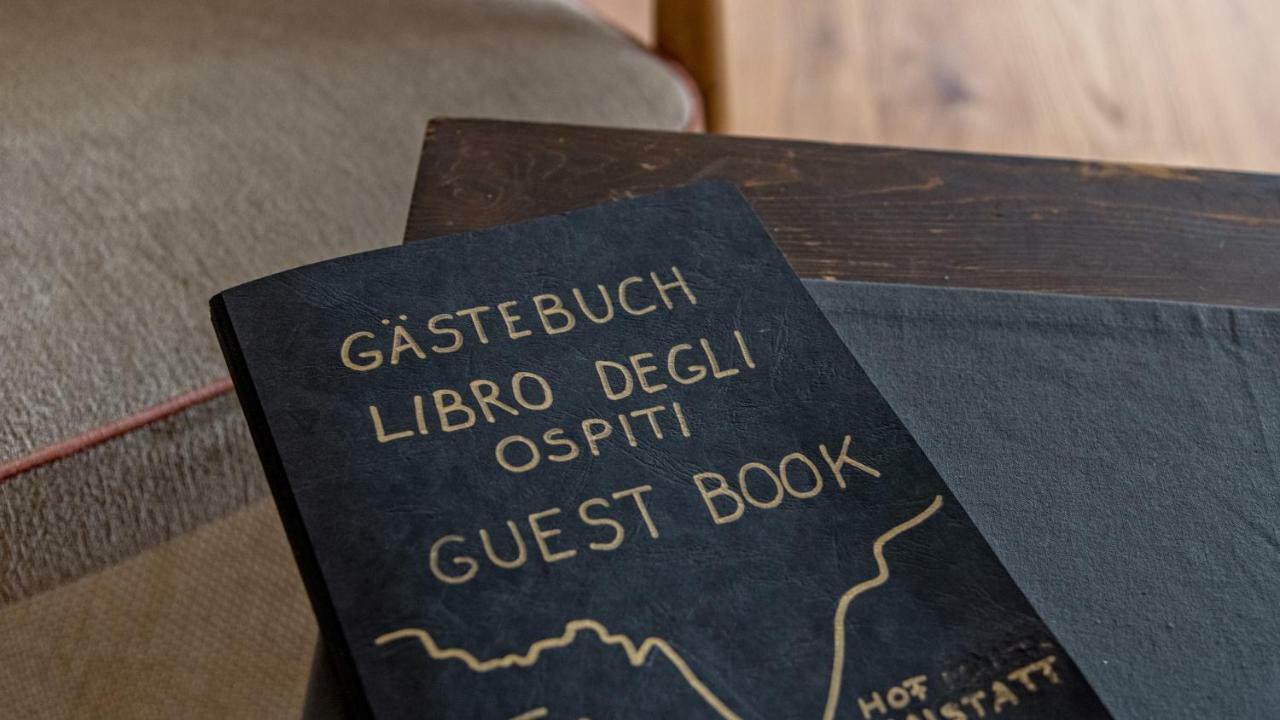 GÄSTEBUCH
LIBRO DEGLI
OSPITI
GUEST BOOK
HOF